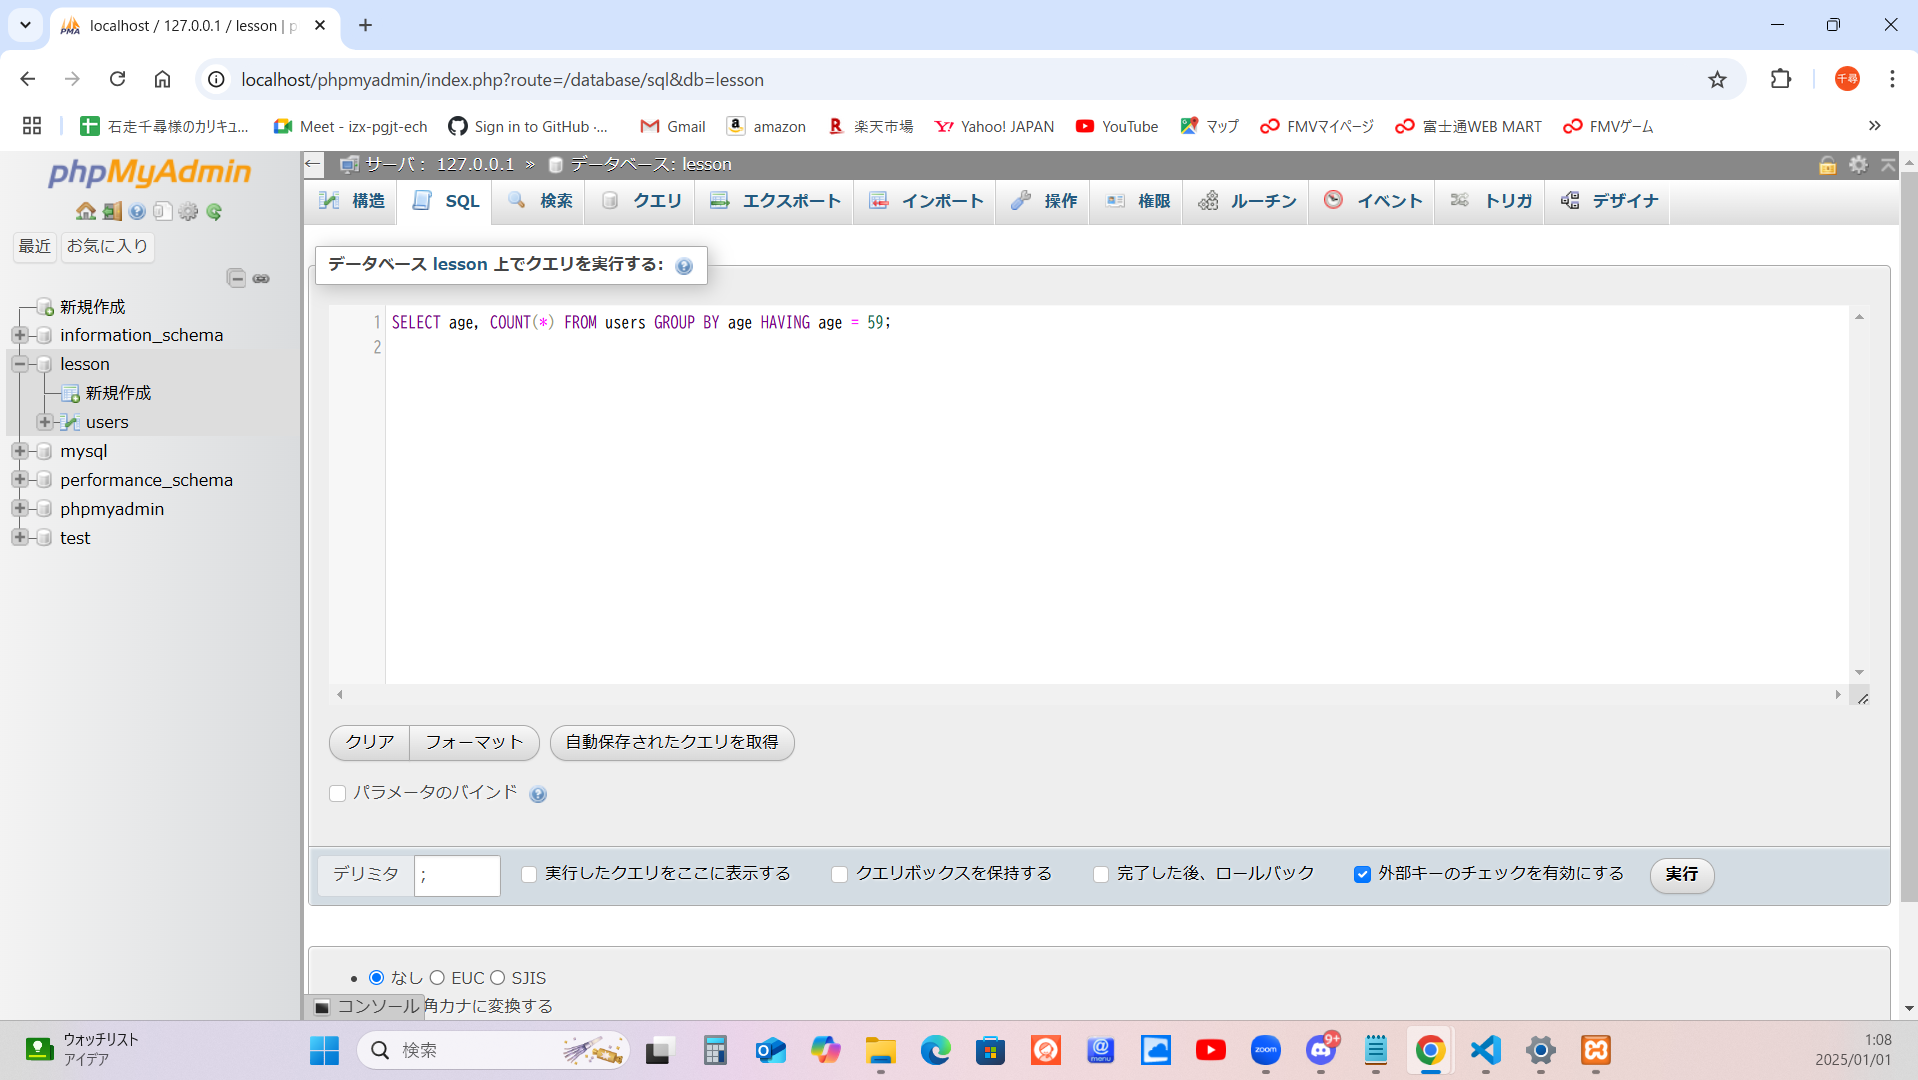 localhost / 127.0.0.1 / lesson | p
localhost/phpmyadmin/index.php?route=/database/sql&db=lesson
千尋
石走千尋様のカリキュ... Meet - izx-pgjt-ech Sign in to GitHub ·... Gmail amazon 楽天市場 Yahoo! JAPAN YouTube マップ FMVマイページ 富士通WEB MART FMVゲーム
phpMyAdmin
最近 お気に入り
新規作成
information_schema
lesson
新規作成
users
mysql
performance_schema
phpmyadmin
test
サーバ: 127.0.0.1 » データベース: lesson
構造 SQL 検索 クエリ エクスポート インポート 操作 権限 ルーチン イベント トリガ デザイナ
データベース lesson 上でクエリを実行する:
1 SELECT age, COUNT(*) FROM users GROUP BY age HAVING age = 59;
2
クリア フォーマット 自動保存されたクエリを取得
パラメータのバインド
デリミタ ; 実行したクエリをここに表示する クエリボックスを保持する 完了した後、ロールバック 外部キーのチェックを有効にする 実行
なし EUC SJIS
コンソール 角カナに変換する
ウォッチリスト
アイデア
検索
@menu
zoom
9+
1:08
2025/01/01